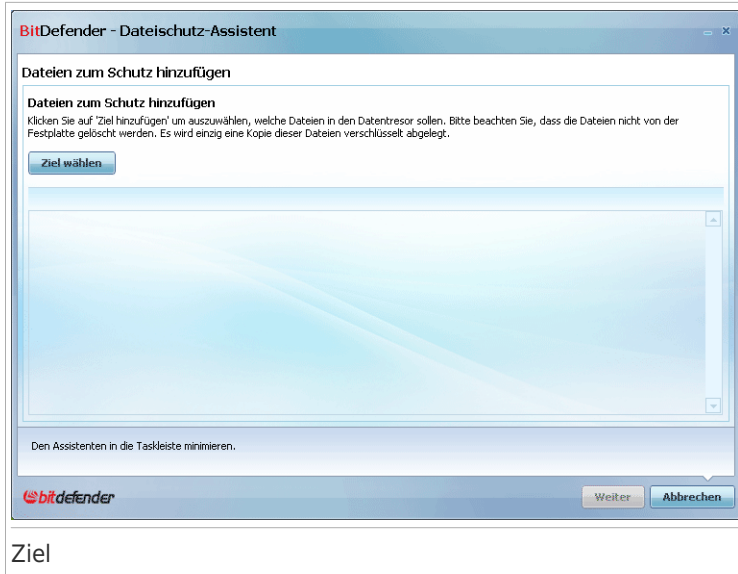 BitDefender - Dateischutz-Assistent
Dateien zum Schutz hinzufügen
Dateien zum Schutz hinzufügen
Klicken Sie auf 'Ziel hinzufügen' um auszuwählen, welche Dateien in den Datentresor sollen. Bitte beachten Sie, dass die Dateien nicht von der
Festplatte gelöscht werden. Es wird einzig eine Kopie dieser Dateien verschlüsselt abgelegt.
Ziel wählen
Den Assistenten in die Taskleiste minimieren.
bitdefender
Weiter
Abbrechen
Ziel